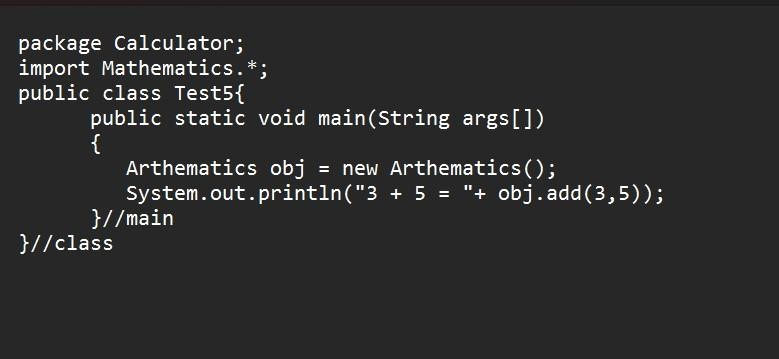 package Calculator;
import Mathematics.*;
public class Test5{
public static void main(String args[])
{
Arthematics obj = new Arthematics();
System.out.println("3 + 5 = "+ obj.add(3,5));
}//main
}//class